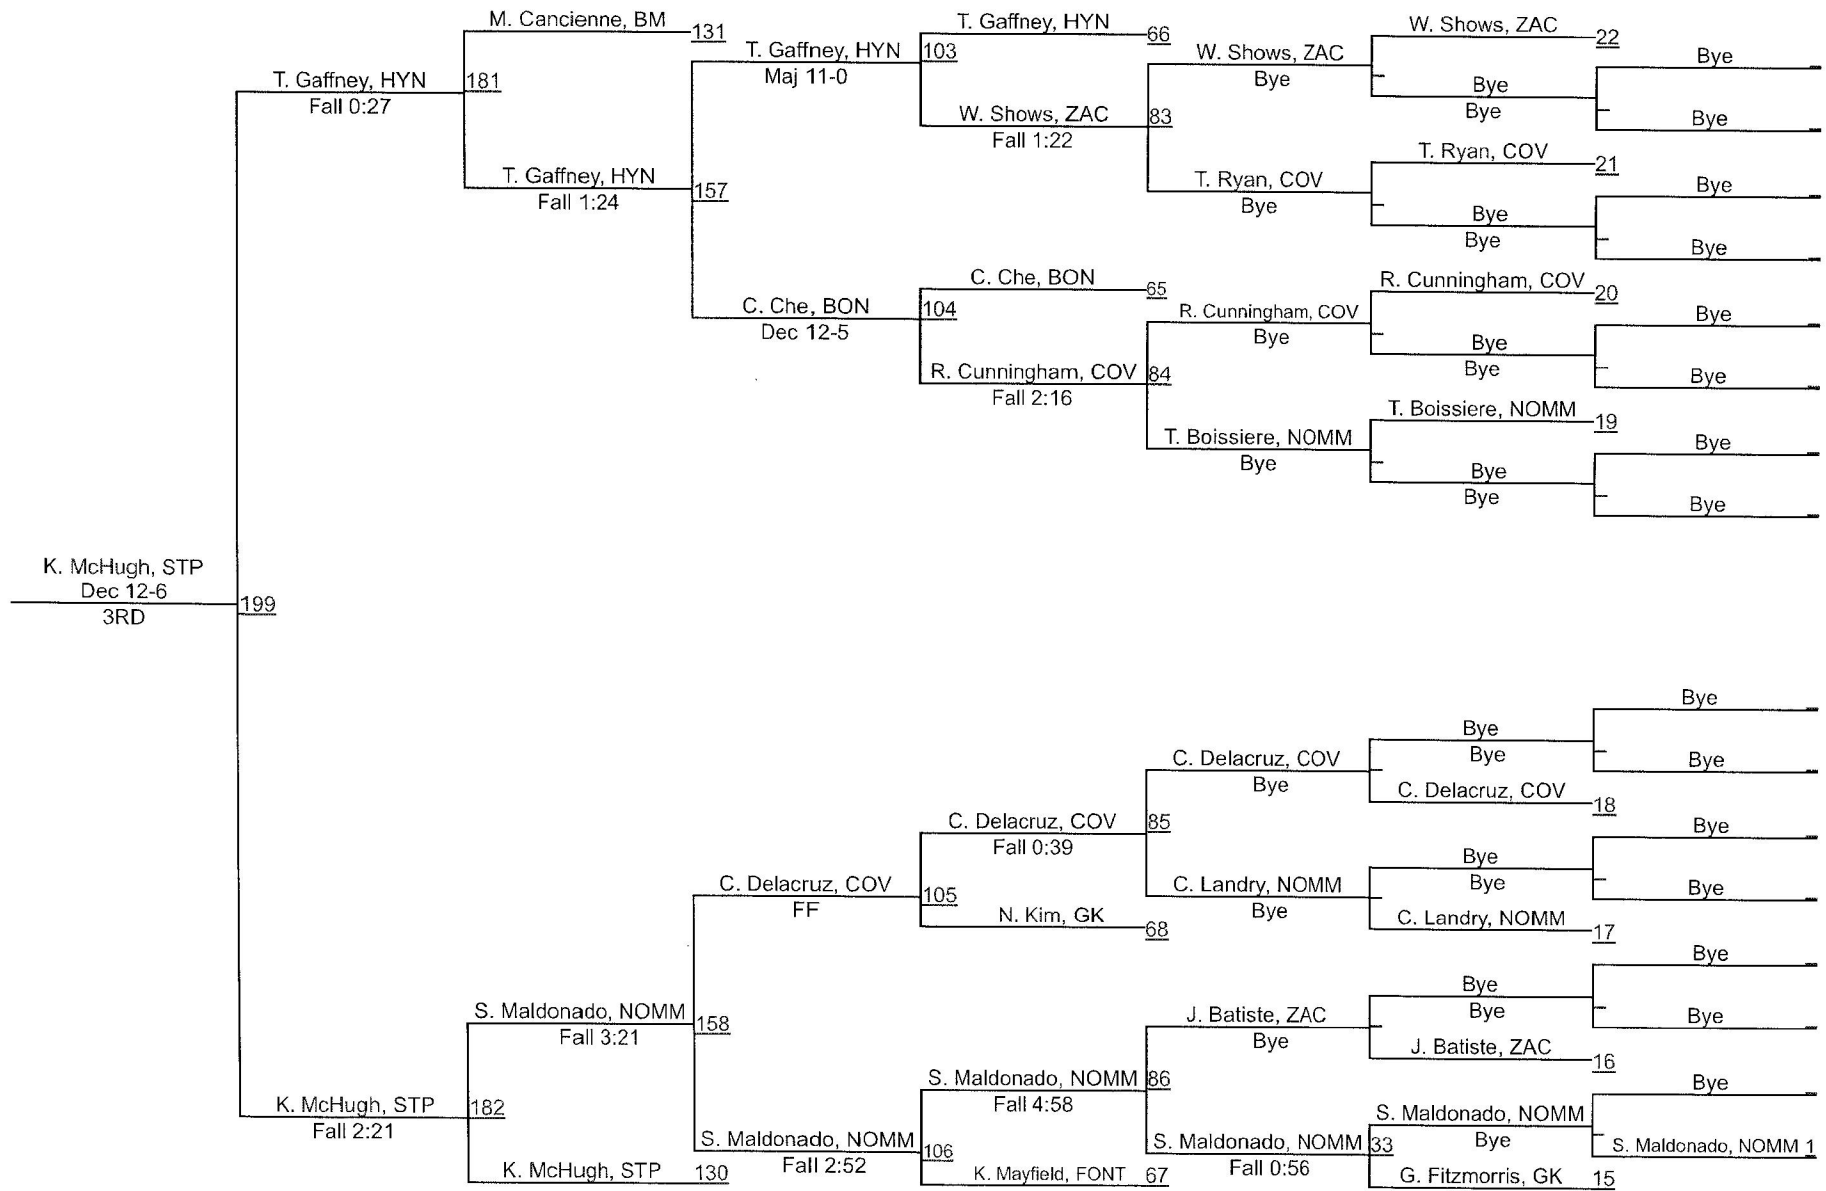 M. Cancienne, BM
131
T. Gaffney, HYN
Fall 0:27
181
T. Gaffney, HYN
Fall 1:24
157
T. Gaffney, HYN
Maj 11-0
103
T. Gaffney, HYN
66
W. Shows, ZAC
Fall 1:22
83
W. Shows, ZAC
Bye
W. Shows, ZAC
22
Bye
Bye
Bye
Bye
T. Ryan, COV
Bye
T. Ryan, COV
21
Bye
Bye
Bye
Bye
C. Che, BON
Dec 12-5
104
C. Che, BON
65
R. Cunningham, COV
Fall 2:16
84
R. Cunningham, COV
Bye
R. Cunningham, COV
20
Bye
Bye
Bye
Bye
T. Boissiere, NOMM
Bye
T. Boissiere, NOMM
19
Bye
Bye
Bye
Bye
K. McHugh, STP
Dec 12-6
3RD
199
K. McHugh, STP
Fall 2:21
182
S. Maldonado, NOMM
Fall 3:21
158
K. McHugh, STP
130
C. Delacruz, COV
FF
105
C. Delacruz, COV
Fall 0:39
85
C. Delacruz, COV
Bye
Bye
Bye
Bye
Bye
C. Delacruz, COV
18
C. Landry, NOMM
Bye
Bye
Bye
Bye
Bye
C. Landry, NOMM
17
N. Kim, GK
68
S. Maldonado, NOMM
Fall 2:52
106
S. Maldonado, NOMM
Fall 4:58
86
J. Batiste, ZAC
Bye
Bye
Bye
Bye
Bye
J. Batiste, ZAC
16
S. Maldonado, NOMM
Fall 0:56
33
S. Maldonado, NOMM
Bye
Bye
S. Maldonado, NOMM 1
G. Fitzmorris, GK
15
K. Mayfield, FONT
67